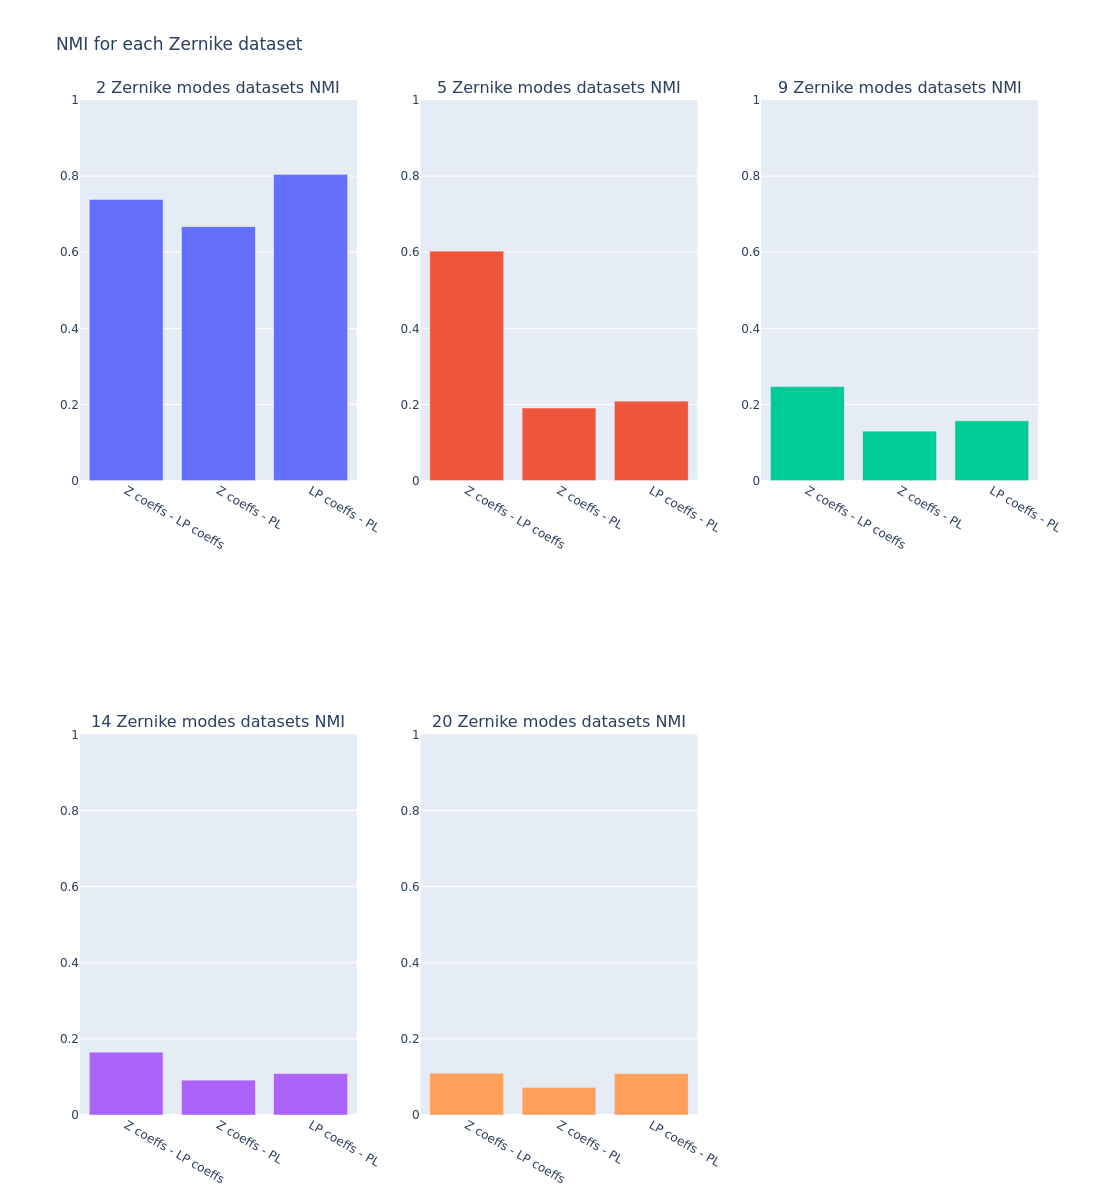 NMI for each Zernike dataset
2 Zernike modes datasets NMI
1
0.8
0.6
0.4
0.2
0
Z coeffs - LP coeffs
Z coeffs - PL
LP coeffs - PL
5 Zernike modes datasets NMI
1
0.8
0.6
0.4
0.2
0
Z coeffs - LP coeffs
Z coeffs - PL
LP coeffs - PL
9 Zernike modes datasets NMI
1
0.8
0.6
0.4
0.2
0
Z coeffs - LP coeffs
Z coeffs - PL
LP coeffs - PL
14 Zernike modes datasets NMI
1
0.8
0.6
0.4
0.2
0
Z coeffs - LP coeffs
Z coeffs - PL
LP coeffs - PL
20 Zernike modes datasets NMI
1
0.8
0.6
0.4
0.2
0
Z coeffs - LP coeffs
Z coeffs - PL
LP coeffs - PL